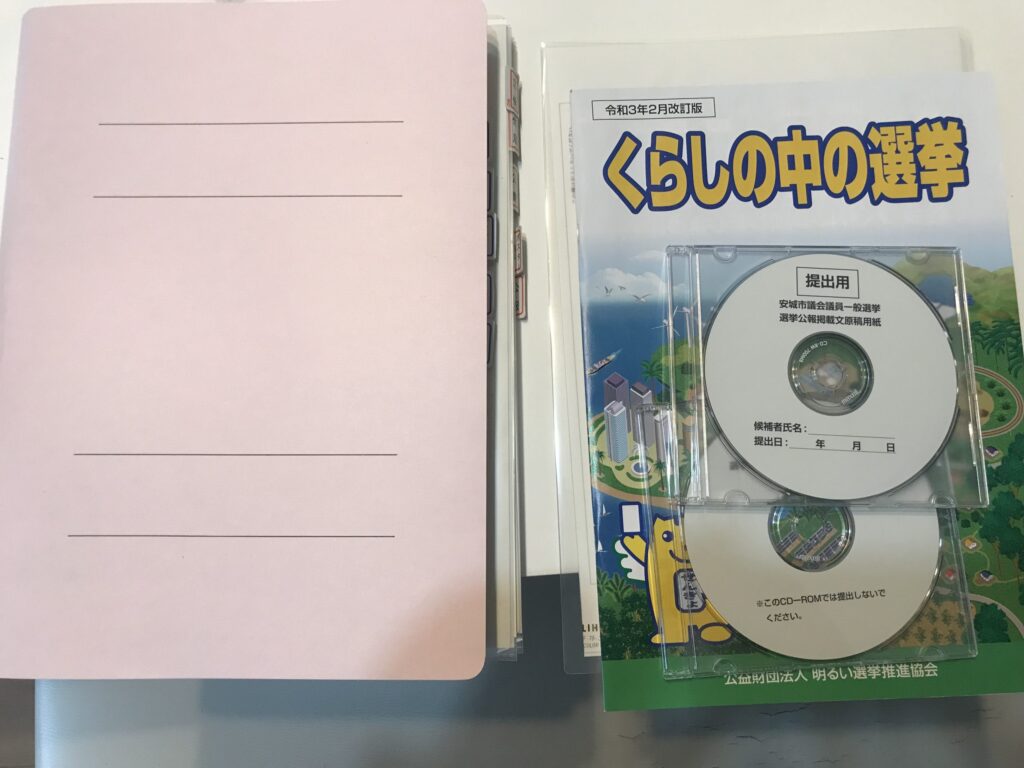 令和3年2月改訂版
くらしの中の選挙
提出用
安城市議会議員一般選挙
選挙公報掲載文原稿用紙
候補者氏名：
提出日：　年　月　日
※このCD−ROMでは提出しないで
ください。
公益財団法人 明るい選挙推進協会